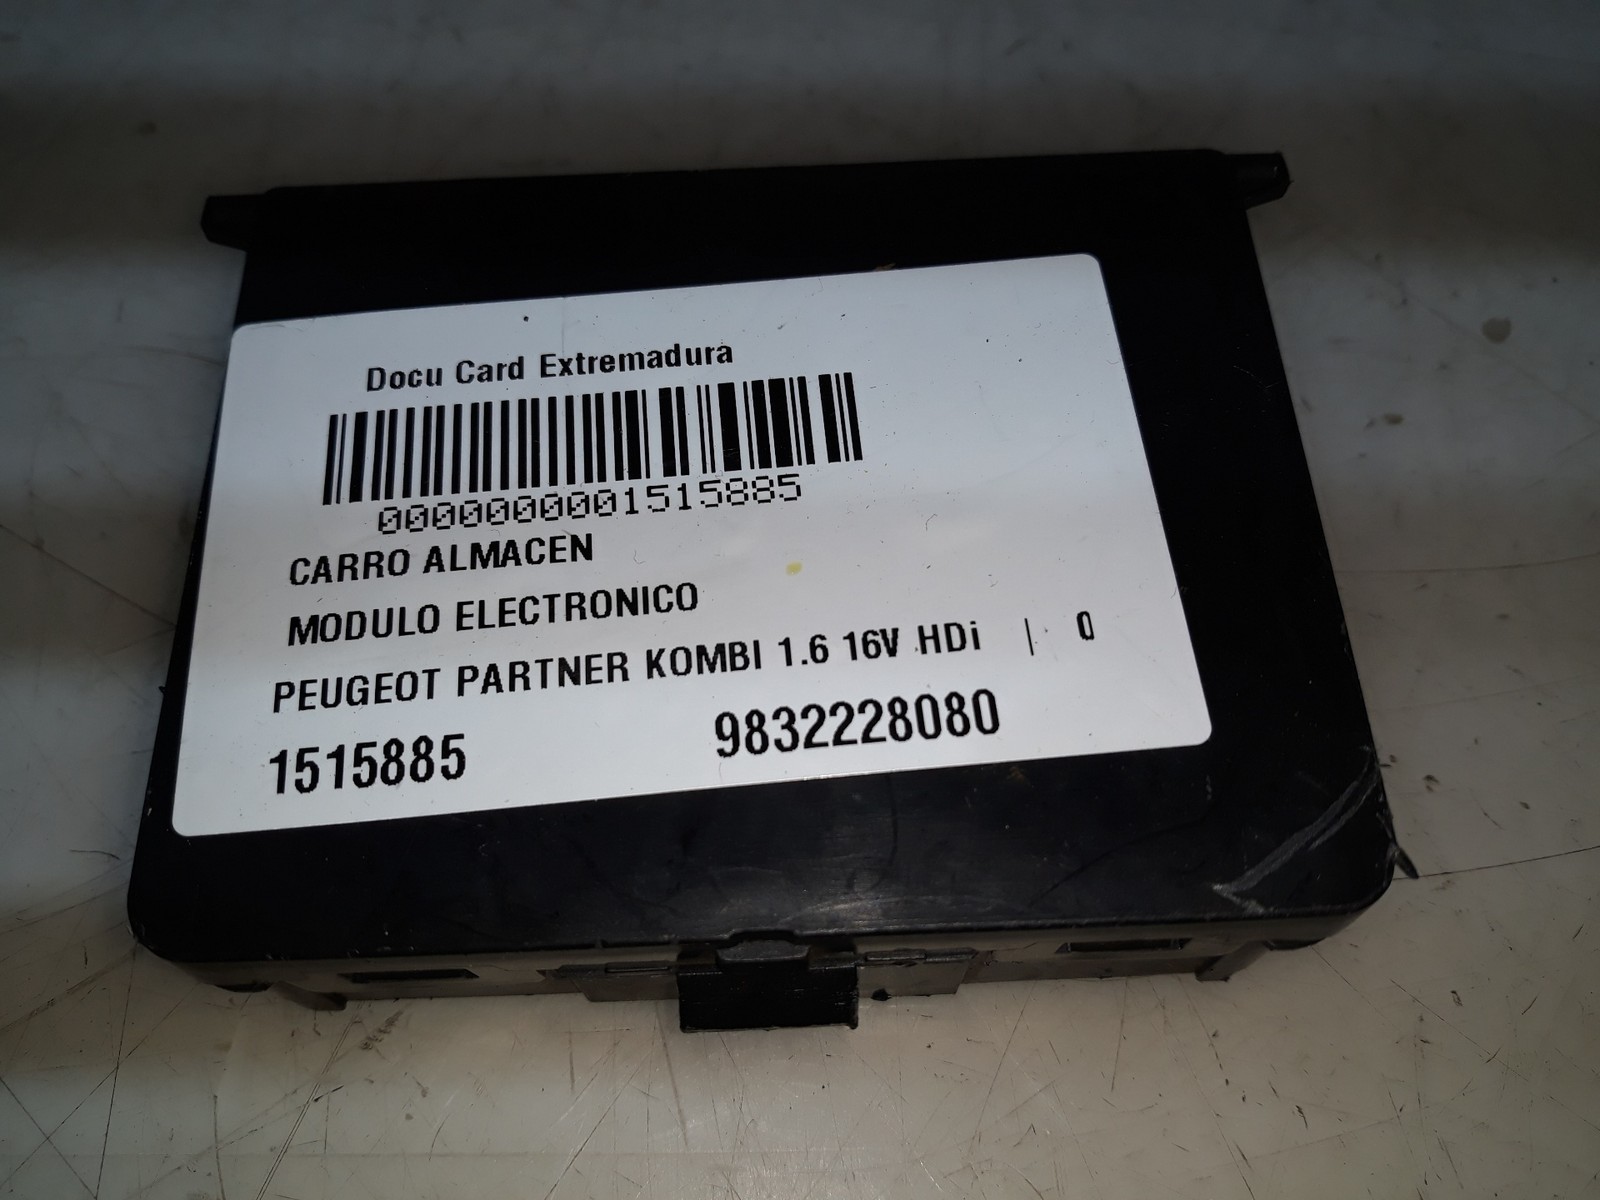 Docu Card Extremadura
0000000001515885
CARRO ALMACEN
MODULO ELECTRONICO
PEUGEOT PARTNER KOMBI 1.6 16V HDi | 0
1515885 9832228080